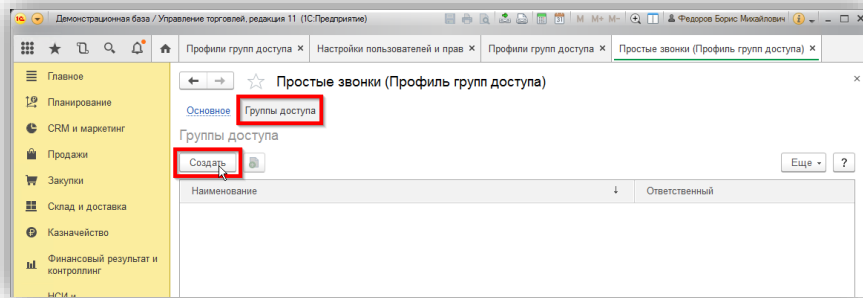 Демонстрационная база / Управление торговлей, редакция 11 (1С:Предприятие)
M M+ M-
Федоров Борис Михайлович
Профили групп доступа ×
Настройки пользователей и прав ×
Профили групп доступа ×
Простые звонки (Профиль групп доступа) ×
Главное
Планирование
CRM и маркетинг
Продажи
Закупки
Склад и доставка
Казначейство
Финансовый результат и
контроллинг
НСИ и
Простые звонки (Профиль групп доступа)
Основное Группы доступа
Группы доступа
Создать
Еще
?
Наименование
Ответственный